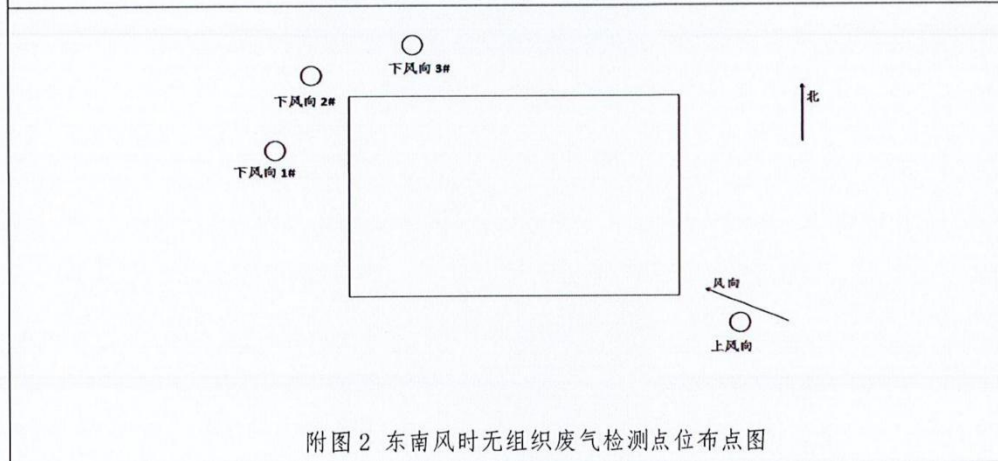 下风向 3#
下风向 2#
北
下风向 1#
风向
上风向
附图 2 东南风时无组织废气检测点位布点图